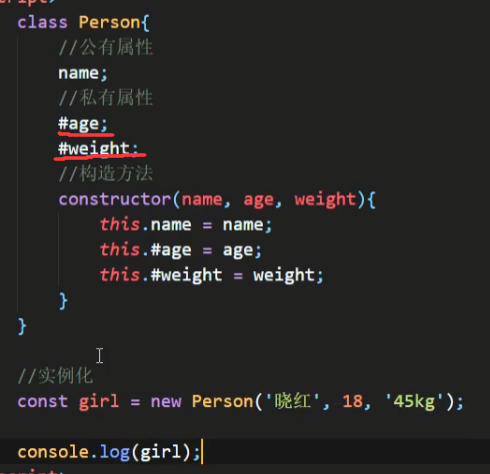 class Person{
//公有属性
name;
//私有属性
#age;
#weight;
//构造方法
constructor(name, age, weight){
this.name = name;
this.#age = age;
this.#weight = weight;
}
}
//实例化
const girl = new Person('晓红', 18, '45kg');
console.log(girl);